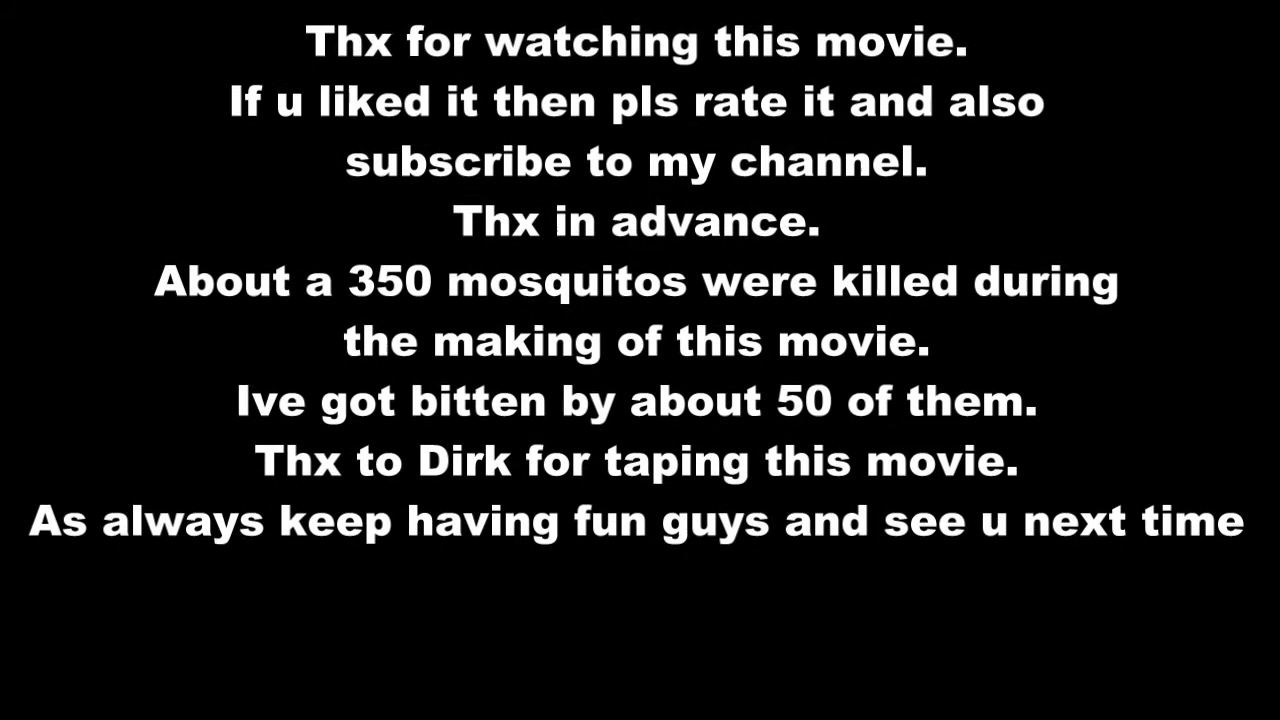 Thx for watching this movie.
If u liked it then pls rate it and also
subscribe to my channel.
Thx in advance.
About a 350 mosquitos were killed during
the making of this movie.
Ive got bitten by about 50 of them.
Thx to Dirk for taping this movie.
As always keep having fun guys and see u next time